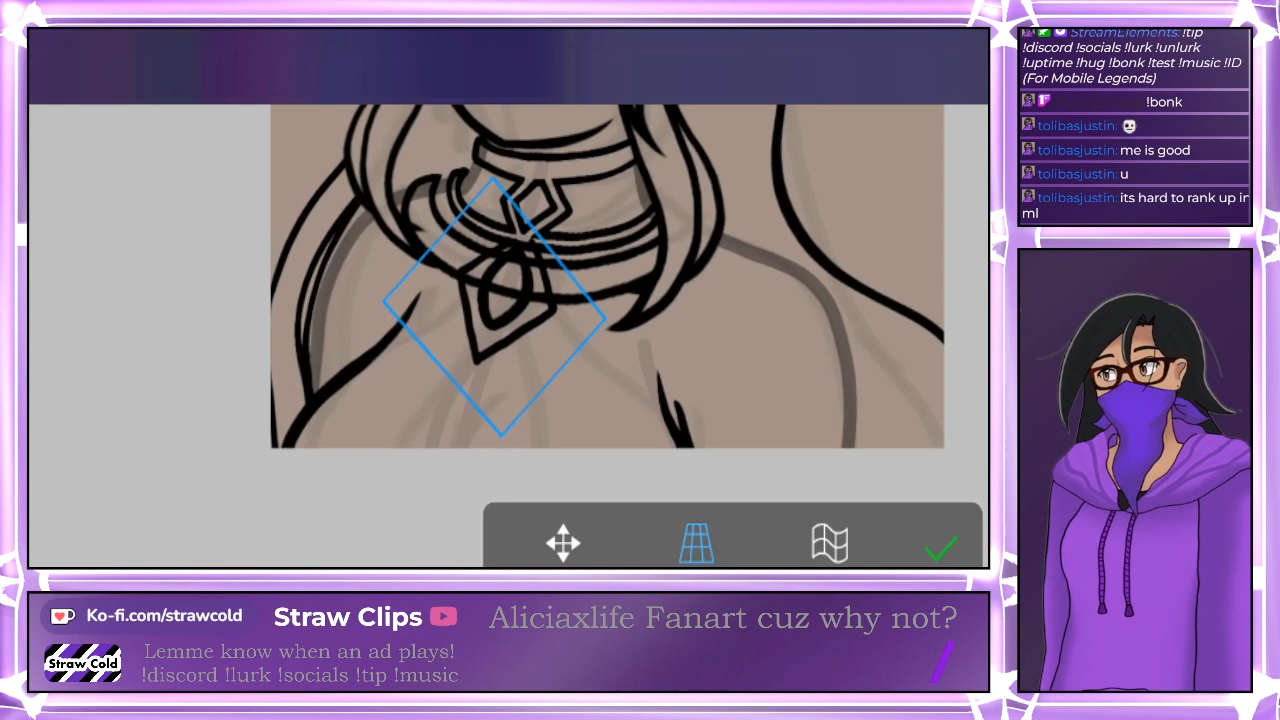 StreamElements: !tip
!discord !socials !lurk !unlurk
!uptime !hug !bonk !test !music !ID
(For Mobile Legends)
!bonk
tolibasjustin:
tolibasjustin: me is good
tolibasjustin: u
tolibasjustin: its hard to rank up in
ml
Ko-fi.com/strawcold
Straw Clips
Aliciaxlife Fanart cuz why not?
Straw Cold
Lemme know when an ad plays!
!discord !lurk !socials !tip !music